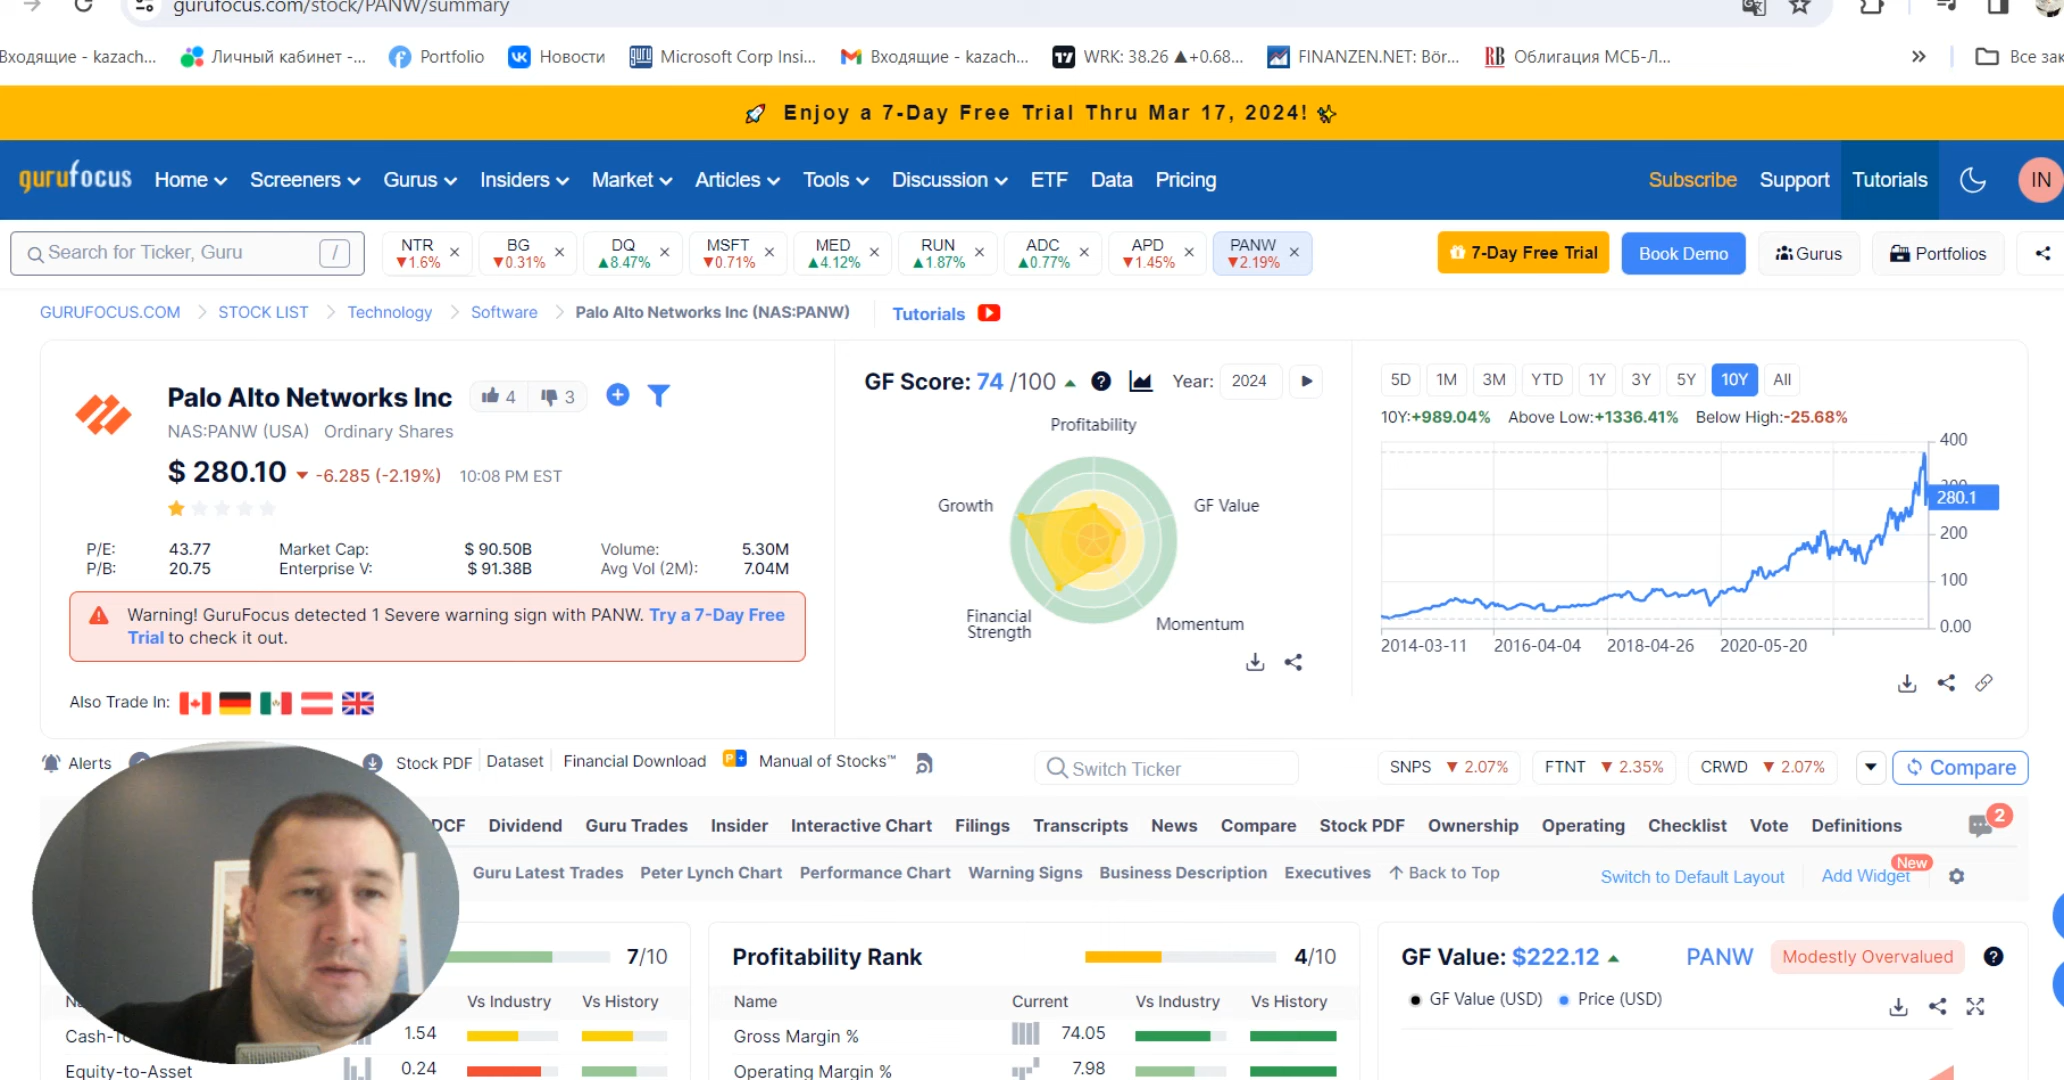 gurufocus.com/stock/PANW/summary
Входящие - kazach...
Личный кабинет -...
Portfolio
Новости
Microsoft Corp Insi...
Входящие - kazach...
WRK: 38.26 ▲+0.68...
FINANZEN.NET: Bör...
Облигация МСБ-Л...
»
Все зак
Enjoy a 7-Day Free Trial Thru Mar 17, 2024!
gurufocus
Home
Screeners
Gurus
Insiders
Market
Articles
Tools
Discussion
ETF
Data
Pricing
Subscribe
Support
Tutorials
IN
Search for Ticker, Guru /
NTR ×
▼1.6%
BG ×
▼0.31%
DQ ×
▲8.47%
MSFT ×
▼0.71%
MED ×
▲4.12%
RUN ×
▲1.87%
ADC ×
▲0.77%
APD ×
▼1.45%
PANW ×
▼2.19%
7-Day Free Trial
Book Demo
Gurus
Portfolios
GURUFOCUS.COM > STOCK LIST > Technology > Software > Palo Alto Networks Inc (NAS:PANW)
Tutorials
Palo Alto Networks Inc
4
3
NAS:PANW (USA) Ordinary Shares
$ 280.10 ▼ -6.285 (-2.19%) 10:08 PM EST
P/E: 43.77 Market Cap: $ 90.50B Volume: 5.30M
P/B: 20.75 Enterprise V: $ 91.38B Avg Vol (2M): 7.04M
Warning! GuruFocus detected 1 Severe warning sign with PANW. Try a 7-Day Free
Trial to check it out.
Also Trade In:
GF Score: 74 /100 ▲ ? Year: 2024
Profitability
Growth
GF Value
Financial
Strength
Momentum
5D 1M 3M YTD 1Y 3Y 5Y 10Y All
10Y:+989.04% Above Low:+1336.41% Below High:-25.68%
400
300
280.1
200
100
0.00
2014-03-11 2016-04-04 2018-04-26 2020-05-20
Alerts
Stock PDF
Dataset
Financial Download
P+
Manual of Stocks™
Switch Ticker
SNPS ▼ 2.07%
FTNT ▼ 2.35%
CRWD ▼ 2.07%
Compare
DCF Dividend Guru Trades Insider Interactive Chart Filings Transcripts News Compare Stock PDF Ownership Operating Checklist Vote Definitions
2
Guru Latest Trades Peter Lynch Chart Performance Chart Warning Signs Business Description Executives ↑ Back to Top
Switch to Default Layout
Add Widget
New
7/10
Vs Industry Vs History
1.54
Equity-to-Asset 0.24
Profitability Rank 4/10
Name Current Vs Industry Vs History
Gross Margin % 74.05
Operating Margin % 7.98
GF Value: $222.12 ▲ PANW Modestly Overvalued ?
GF Value (USD) Price (USD)